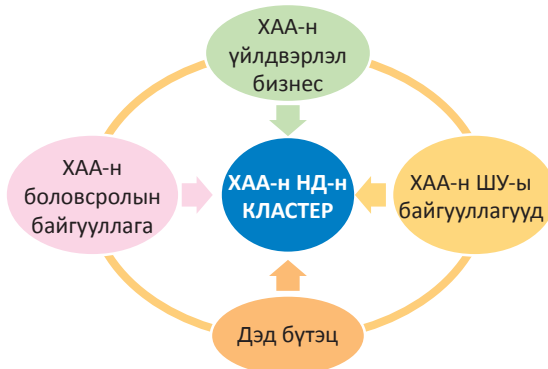 ХАА-н
үйлдвэрлэл
бизнес
ХАА-н
боловсролын
байгууллага
ХАА-н НД-н
КЛАСТЕР
ХАА-н ШУ-ы
байгууллагууд
Дэд бүтэц